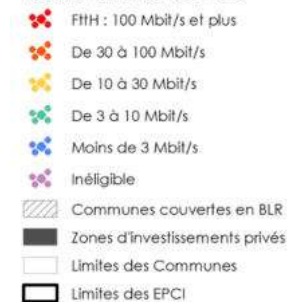 FttH : 100 Mbit/s et plus
De 30 à 100 Mbit/s
De 10 à 30 Mbit/s
De 3 à 10 Mbit/s
Moins de 3 Mbit/s
Inéligible
Communes couvertes en BLR
Zones d'investissements privés
Limites des Communes
Limites des EPCI